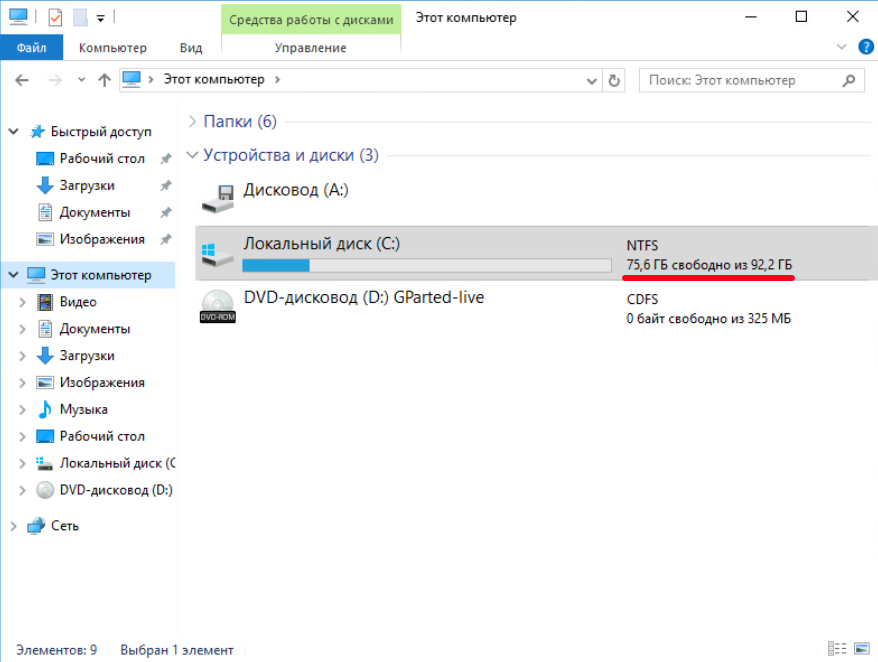 Средства работы с дисками
Этот компьютер
Файл
Компьютер
Вид
Управление
Этот компьютер
Поиск: Этот компьютер
Быстрый доступ
Рабочий стол
Загрузки
Документы
Изображения
Этот компьютер
Видео
Документы
Загрузки
Изображения
Музыка
Рабочий стол
Локальный диск (C
DVD-дисковод (D:)
Сеть
Папки (6)
Устройства и диски (3)
Дисковод (A:)
Локальный диск (C:)
NTFS
75,6 ГБ свободно из 92,2 ГБ
DVD-дисковод (D:) GParted-live
DVD-ROM
CDFS
0 байт свободно из 325 МБ
Элементов: 9
Выбран 1 элемент